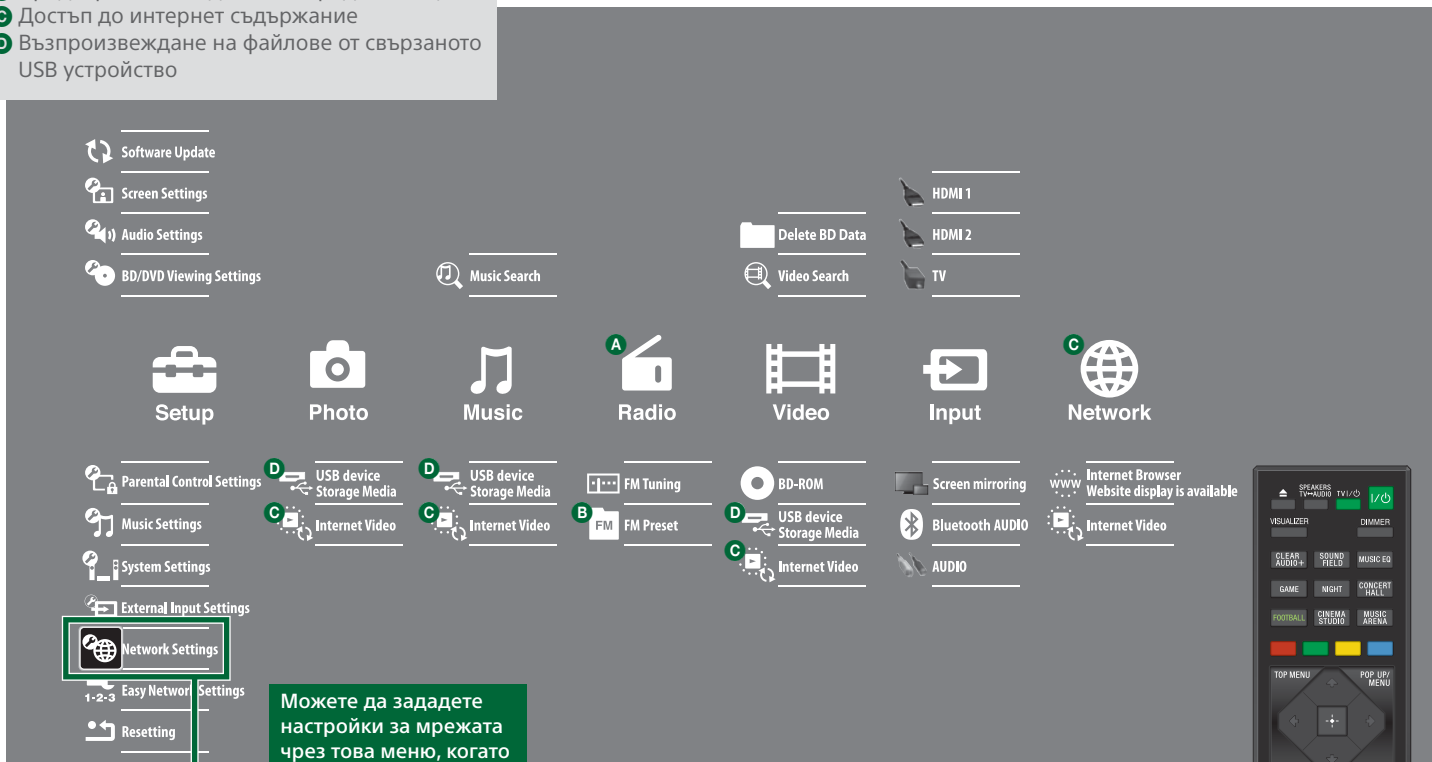 C Достъп до интернет съдържание
D Възпроизвеждане на файлове от свързаното
USB устройство
Software Update
Screen Settings
Audio Settings
BD/DVD Viewing Settings
Music Search
Delete BD Data
Video Search
HDMI 1
HDMI 2
TV
A
C
Setup
Photo
Music
Radio
Video
Input
Network
Parental Control Settings
Music Settings
System Settings
External Input Settings
Network Settings
1-2-3 Easy Network Settings
Resetting
D USB device
Storage Media
C Internet Video
D USB device
Storage Media
C Internet Video
FM Tuning
B FM FM Preset
BD-ROM
D USB device
Storage Media
C Internet Video
Screen mirroring
Bluetooth AUDIO
AUDIO
www Internet Browser
Website display is available
Internet Video
Можете да зададете
настройки за мрежата
чрез това меню, когато
SPEAKERS
TV↔AUDIO
TV I/⏻
I/⏻
VISUALIZER
DIMMER
CLEAR
AUDIO+
SOUND
FIELD
MUSIC EQ
GAME
NIGHT
CONCERT
HALL
FOOTBALL
CINEMA
STUDIO
MUSIC
ARENA
TOP MENU
POP UP/
MENU